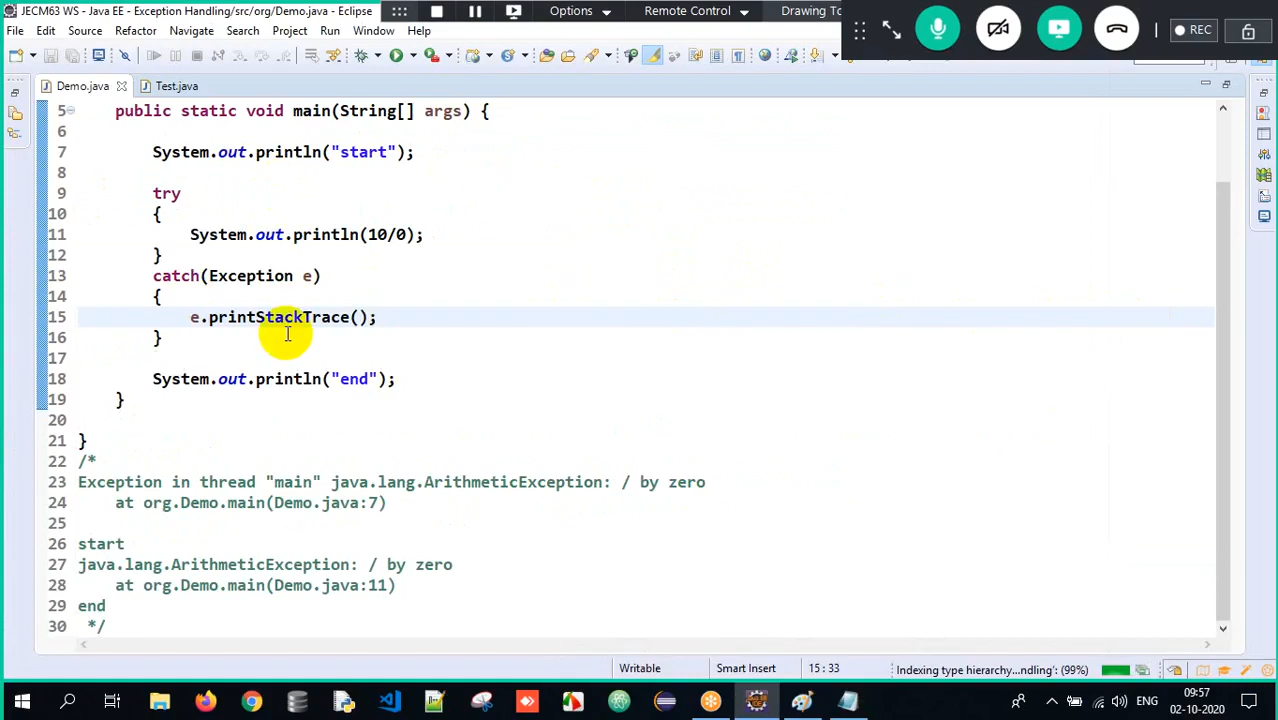 JECM63 WS - Java EE - Exception Handling/src/org/Demo.java - Eclipse
Options
Remote Control
Drawing To
REC
File Edit Source Refactor Navigate Search Project Run Window Help
Demo.java
Test.java
5 public static void main(String[] args) {
6
7 System.out.println("start");
8
9 try
10 {
11 System.out.println(10/0);
12 }
13 catch(Exception e)
14 {
15 e.printStackTrace();
16 }
17
18 System.out.println("end");
19 }
20
21 }
22 /*
23 Exception in thread "main" java.lang.ArithmeticException: / by zero
24 at org.Demo.main(Demo.java:7)
25
26 start
27 java.lang.ArithmeticException: / by zero
28 at org.Demo.main(Demo.java:11)
29 end
30 */
Writable
Smart Insert
15 : 33
Indexing type hierarchy...ndling": (99%)
ENG
09:57
02-10-2020